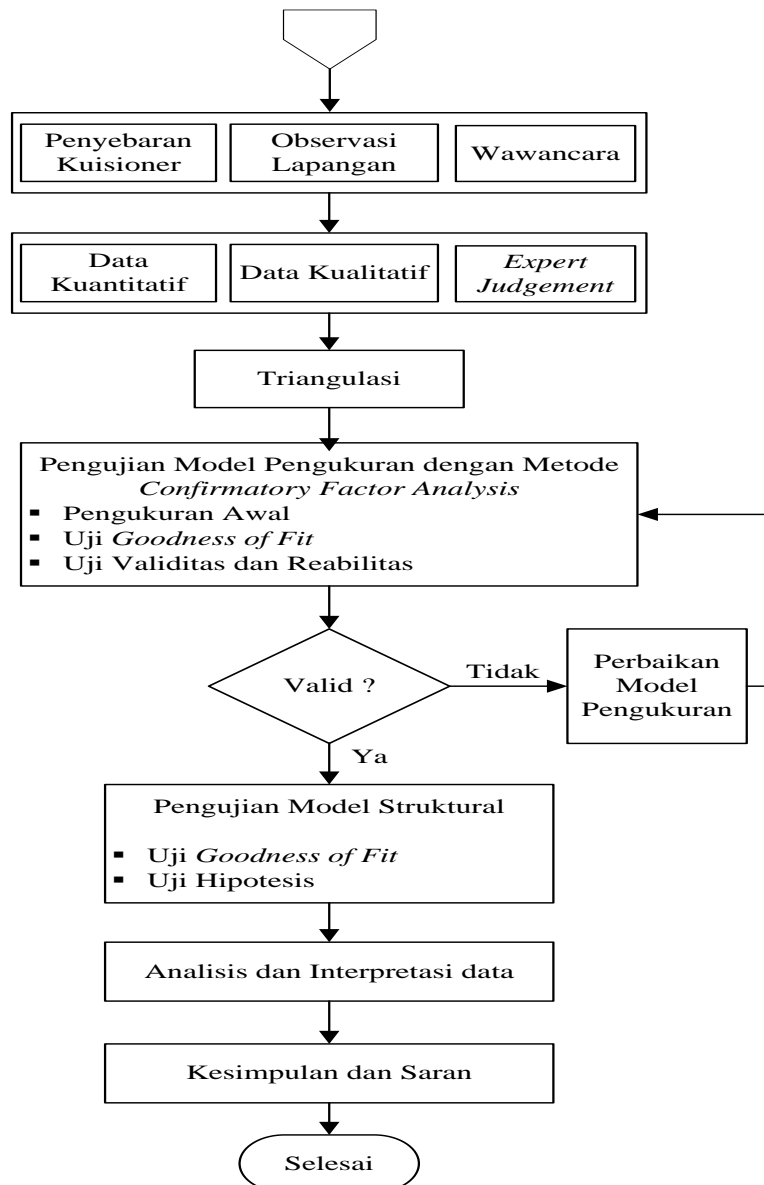 Penyebaran
Kuisioner
Observasi
Lapangan
Wawancara
Data
Kuantitatif
Data Kualitatif
Expert
Judgement
Triangulasi
Pengujian Model Pengukuran dengan Metode
Confirmatory Factor Analysis
▪ Pengukuran Awal
▪ Uji Goodness of Fit
▪ Uji Validitas dan Reabilitas
Valid ?
Tidak
Perbaikan
Model
Pengukuran
Ya
Pengujian Model Struktural
▪ Uji Goodness of Fit
▪ Uji Hipotesis
Analisis dan Interpretasi data
Kesimpulan dan Saran
Selesai